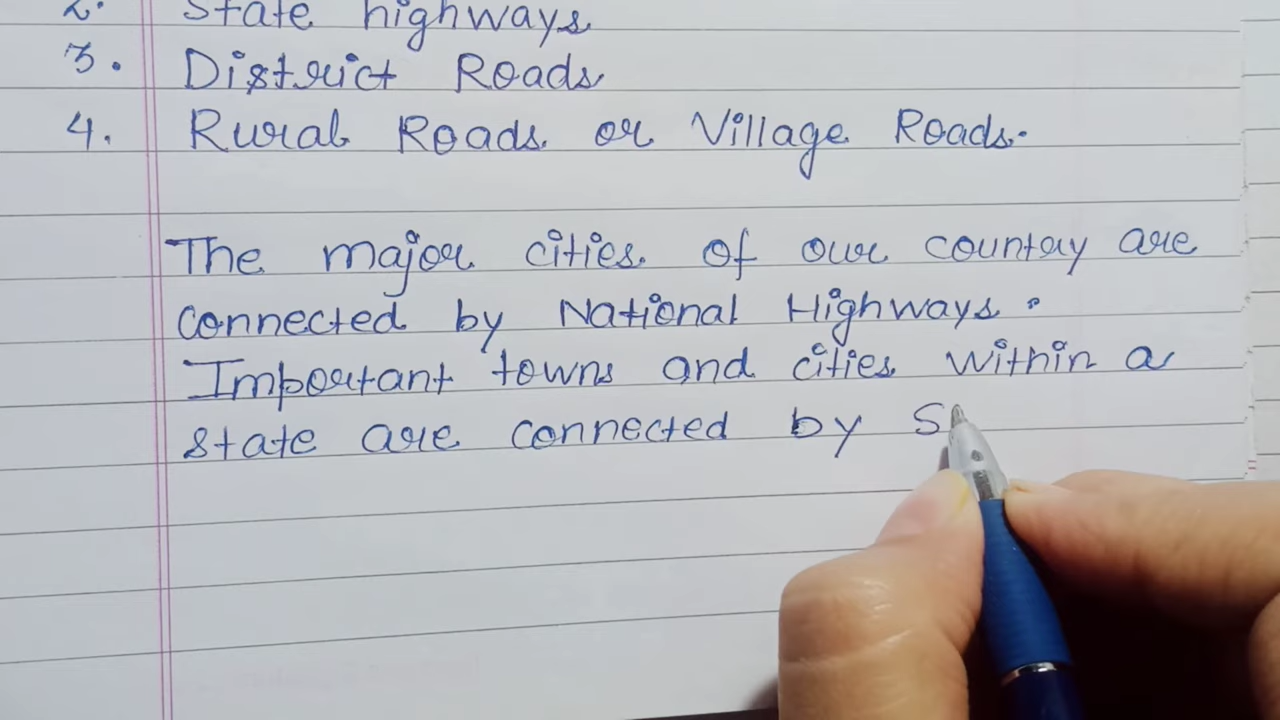 2. State highways
3. District Roads
4. Rural Roads or Village Roads.
The major cities of our country are
connected by National Highways.
Important towns and cities within a
state are connected by S